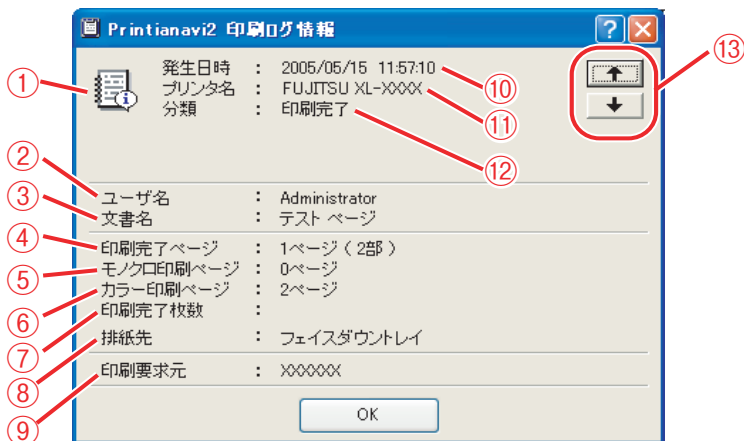 Printianavi2 印刷ログ情報
① 発生日時 : 2005/05/15 11:57:10 ⑩
プリンタ名 : FUJITSU XL-XXXX ⑪
分類 : 印刷完了 ⑫
⑬
② ユーザ名 : Administrator
③ 文書名 : テスト ページ
④ 印刷完了ページ : 1ページ ( 2部 )
⑤ モノクロ印刷ページ : 0ページ
⑥ カラー印刷ページ : 2ページ
⑦ 印刷完了枚数 :
⑧ 排紙先 : フェイスダウントレイ
⑨ 印刷要求元 : XXXXXX
OK